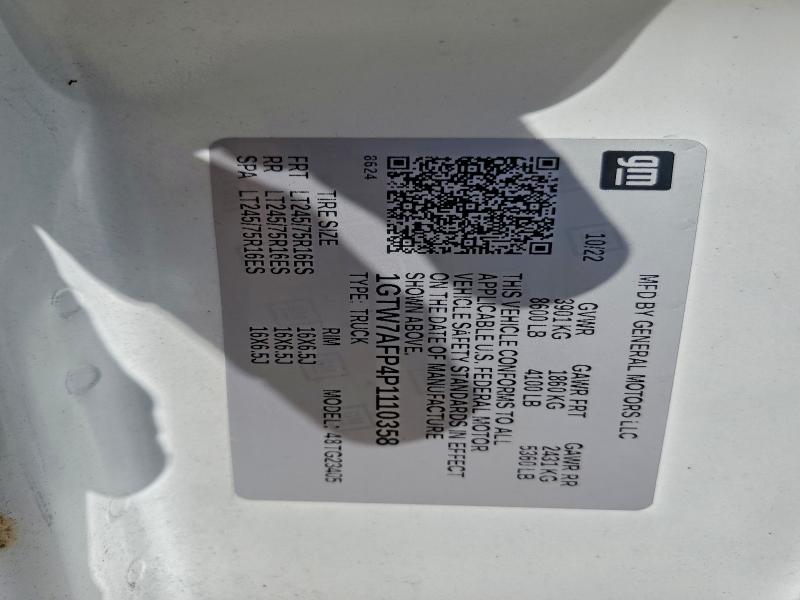 gm
MFD BY GENERAL MOTORS LLC
10/22
GVWR GAWR FRT GAWR RR
3901 KG 1860 KG 2431 KG
8600 LB 4100 LB 5360 LB
THIS VEHICLE CONFORMS TO ALL
APPLICABLE U.S. FEDERAL MOTOR
VEHICLE SAFETY STANDARDS IN EFFECT
ON THE DATE OF MANUFACTURE
SHOWN ABOVE.
1GTW7AFP4P1110358
8624 TYPE: TRUCK
MODEL: 48TG23405
TIRE SIZE RIM
FRT LT245/75R16ES 16X6.5J
RR LT245/75R16ES 16X6.5J
SPA LT245/75R16ES 16X6.5J